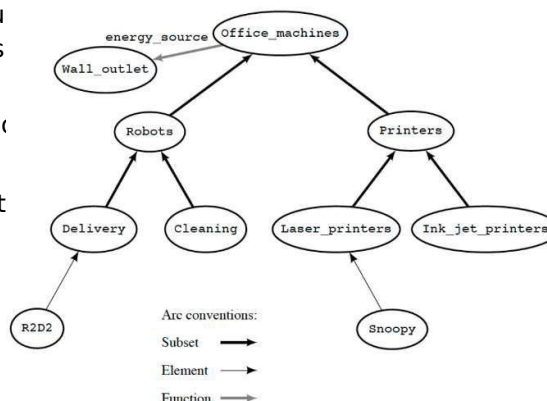 energy_source
Office_machines
Wall_outlet
Robots
Printers
Delivery
Cleaning
Laser_printers
Ink_jet_printers
R2D2
Snoopy
Arc conventions:
Subset
Element
Function